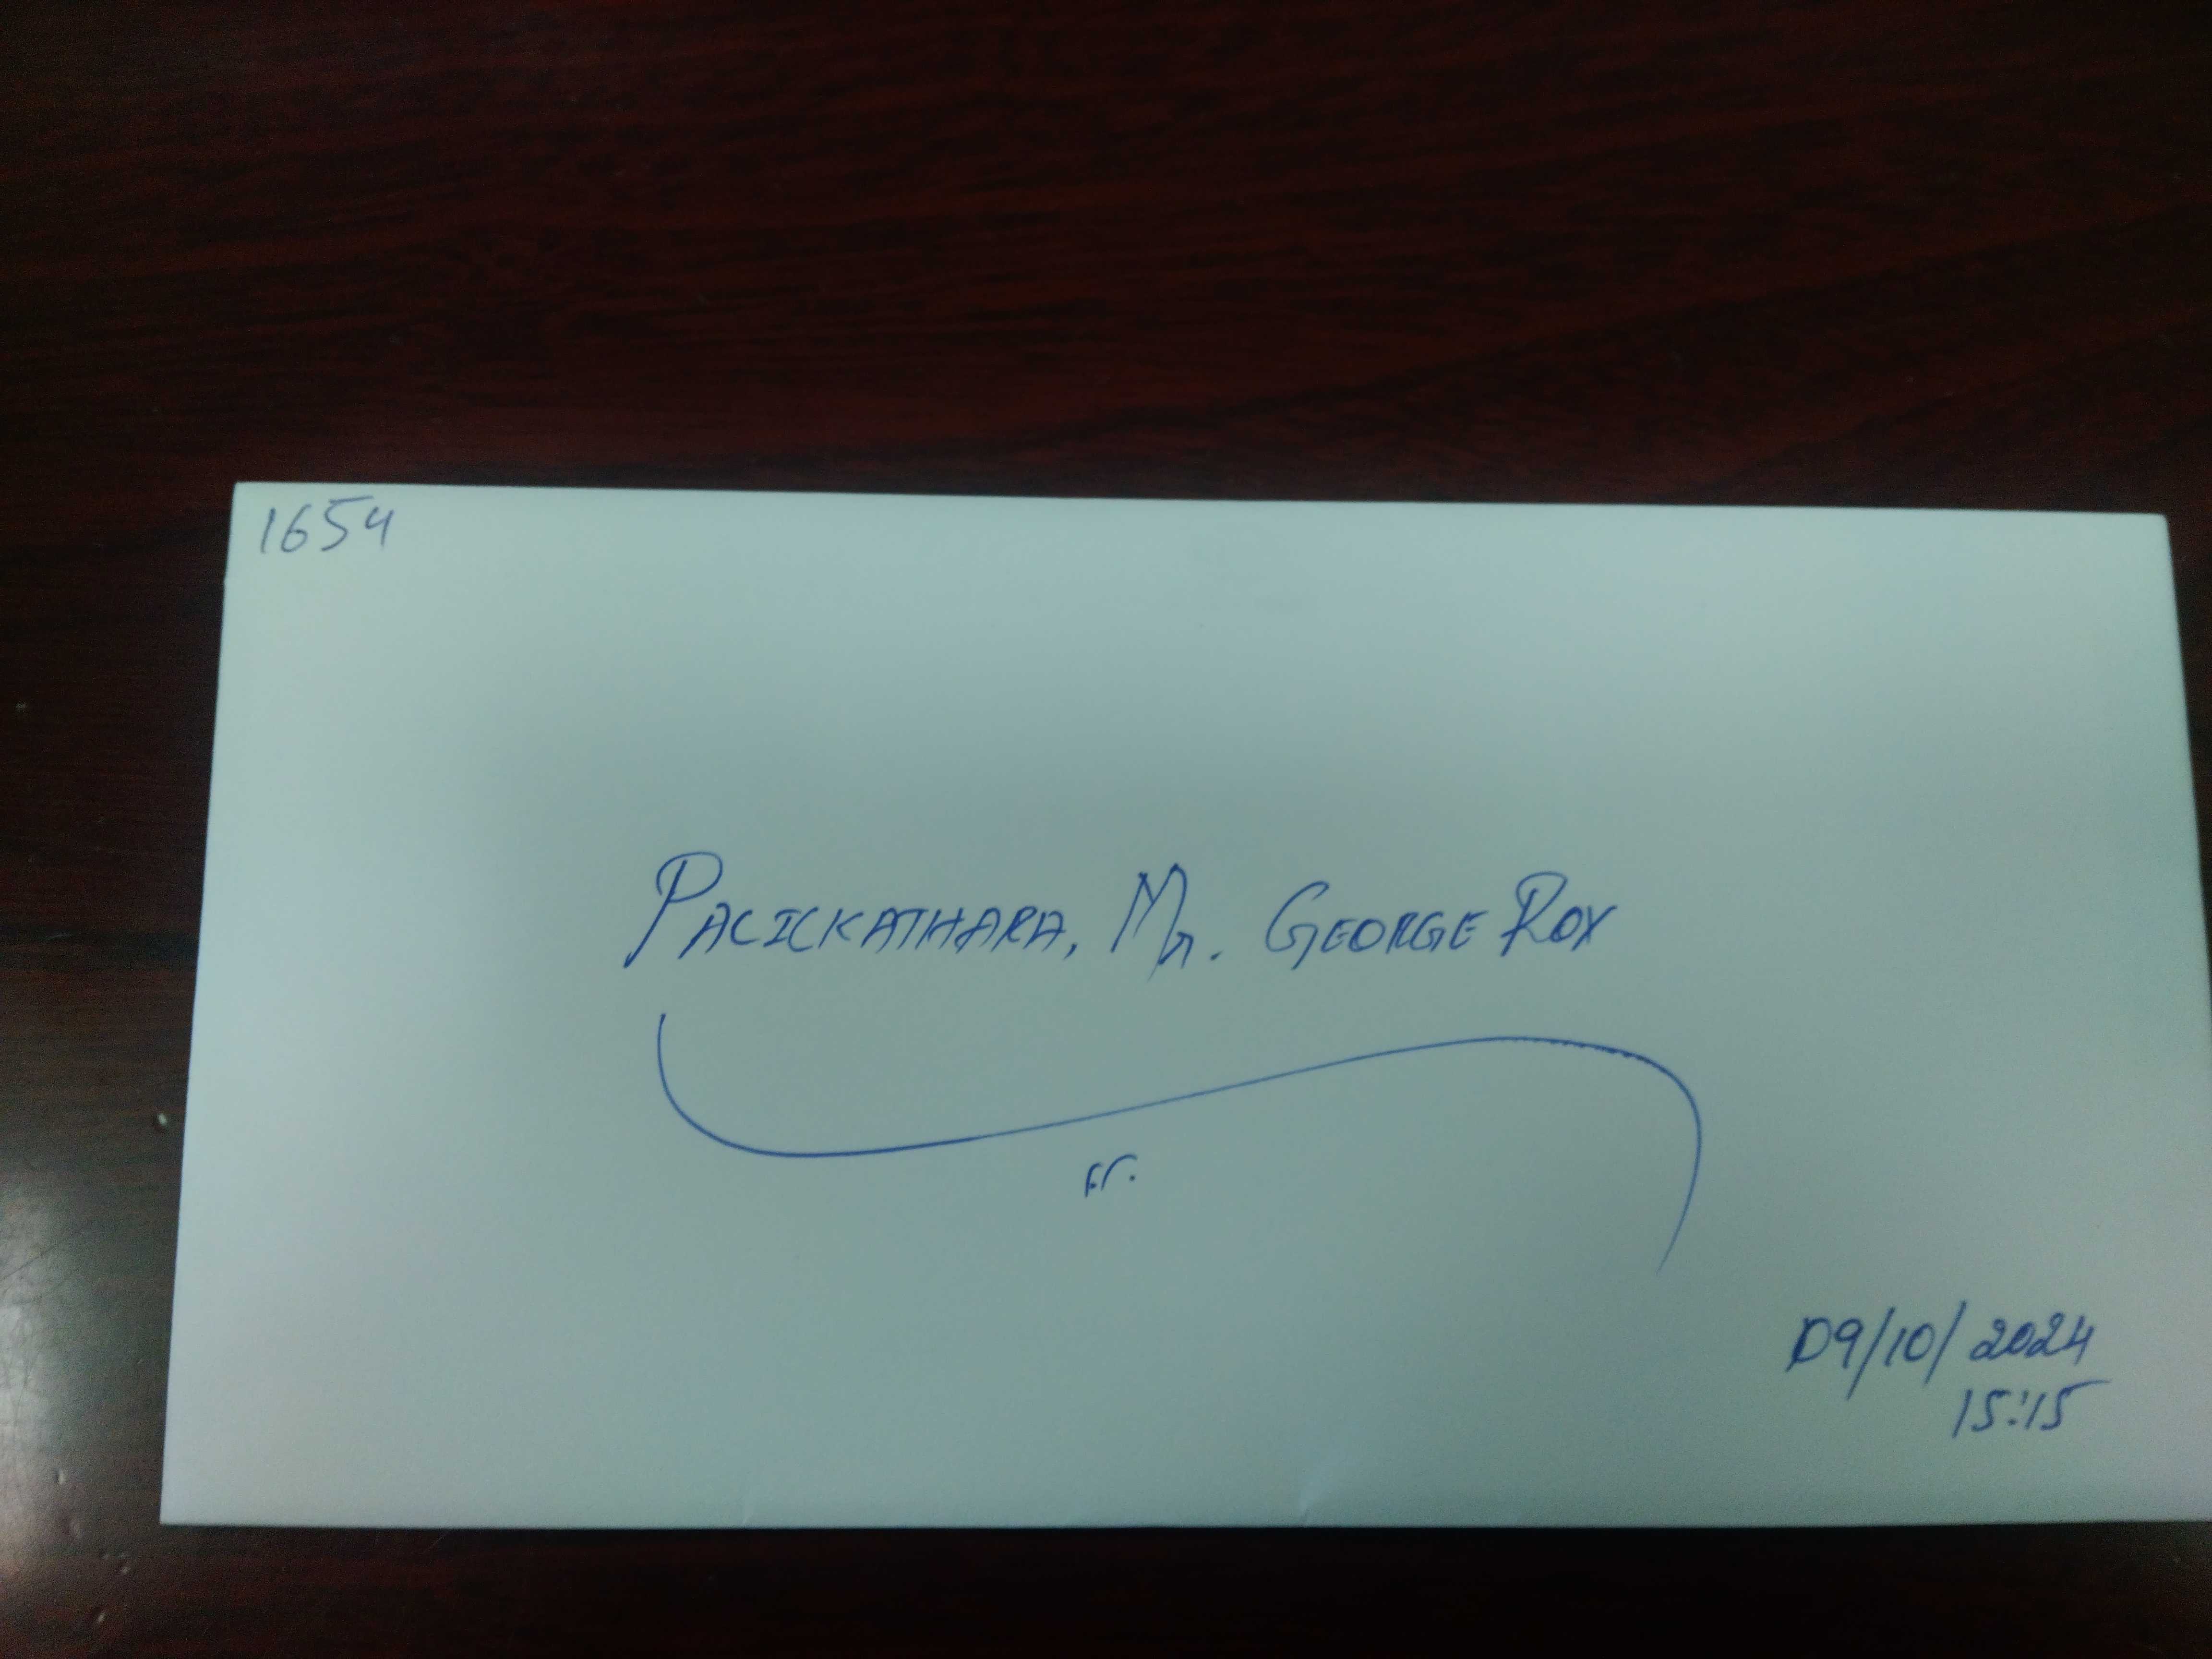 1654
PACICKATHARA, Mr. GEORGE ROY
Fr.
09/10/2024
15:15